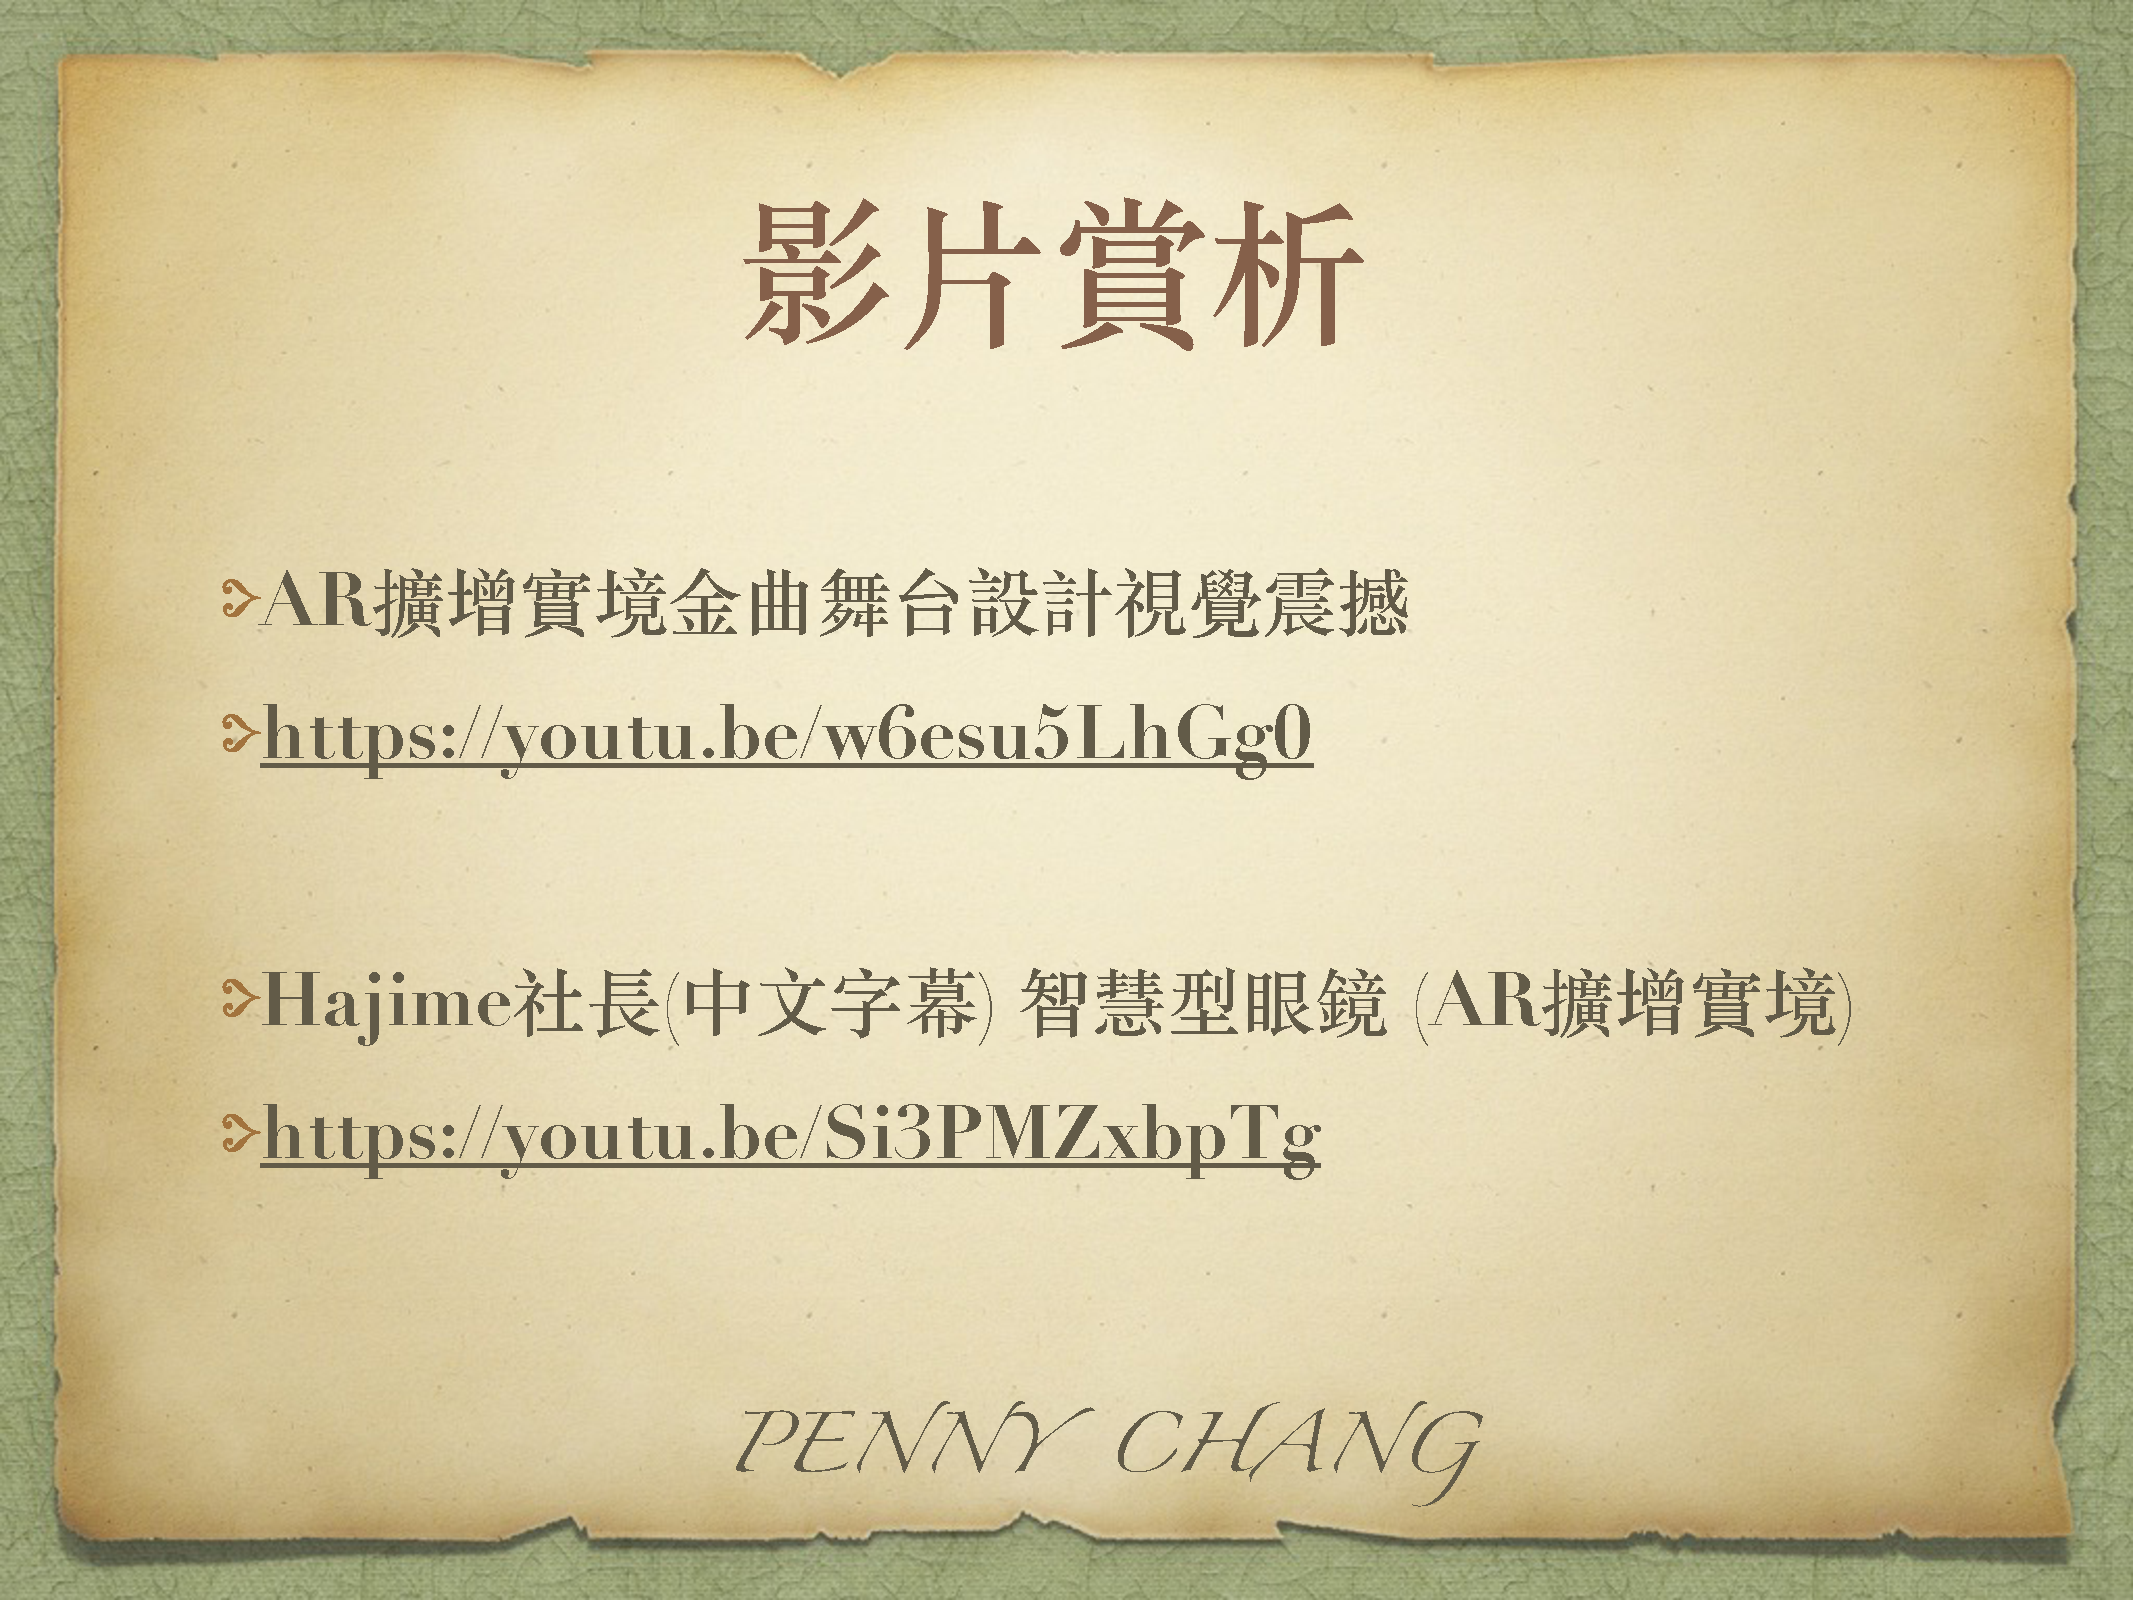 影片賞析
AR擴增實境金曲舞台設計視覺震撼
https://youtu.be/w6esu5LhGg0
Hajime社長(中文字幕) 智慧型眼鏡 (AR擴增實境)
https://youtu.be/Si3PMZxbpTg
PENNY CHANG